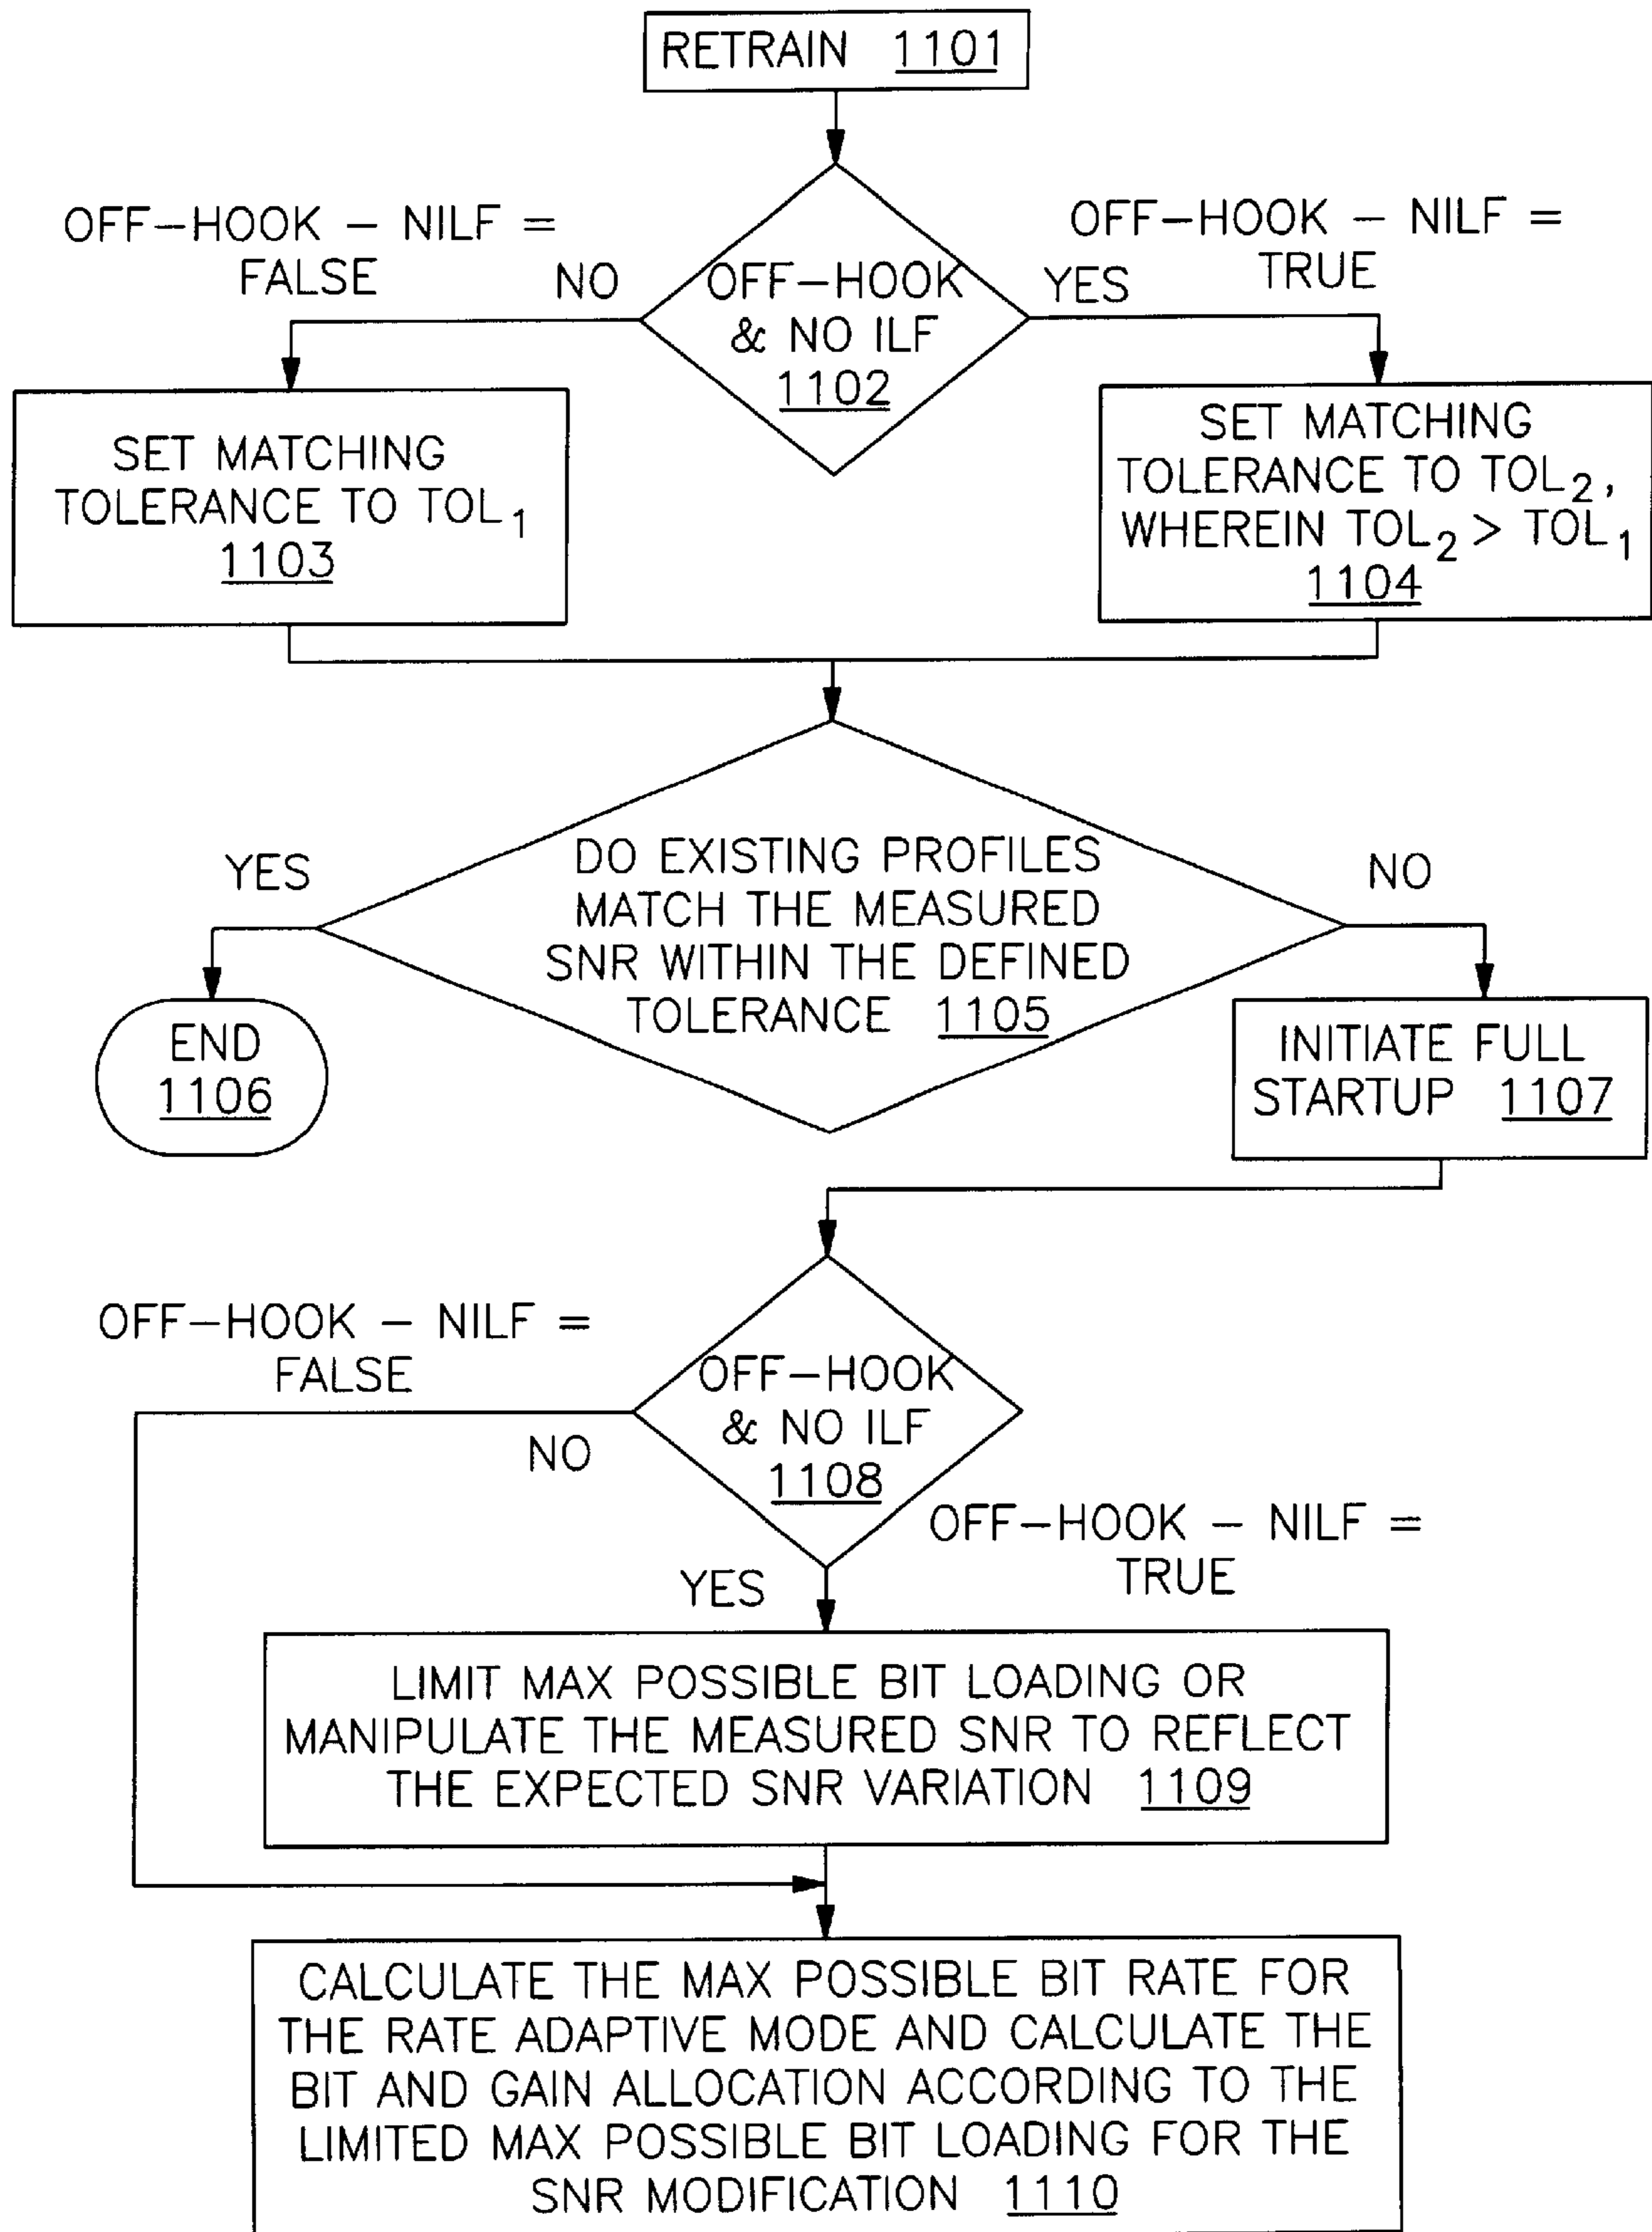 RETRAIN 1101
OFF-HOOK - NILF =
FALSE
NO
OFF-HOOK
& NO ILF
1102
YES
OFF-HOOK - NILF =
TRUE
SET MATCHING
TOLERANCE TO TOL₁
1103
SET MATCHING
TOLERANCE TO TOL₂,
WHEREIN TOL₂ > TOL₁
1104
YES
DO EXISTING PROFILES
MATCH THE MEASURED
SNR WITHIN THE DEFINED
TOLERANCE 1105
NO
END
1106
INITIATE FULL
STARTUP 1107
OFF-HOOK - NILF =
FALSE
NO
OFF-HOOK
& NO ILF
1108
YES
OFF-HOOK - NILF =
TRUE
LIMIT MAX POSSIBLE BIT LOADING OR
MANIPULATE THE MEASURED SNR TO REFLECT
THE EXPECTED SNR VARIATION 1109
CALCULATE THE MAX POSSIBLE BIT RATE FOR
THE RATE ADAPTIVE MODE AND CALCULATE THE
BIT AND GAIN ALLOCATION ACCORDING TO THE
LIMITED MAX POSSIBLE BIT LOADING FOR THE
SNR MODIFICATION 1110